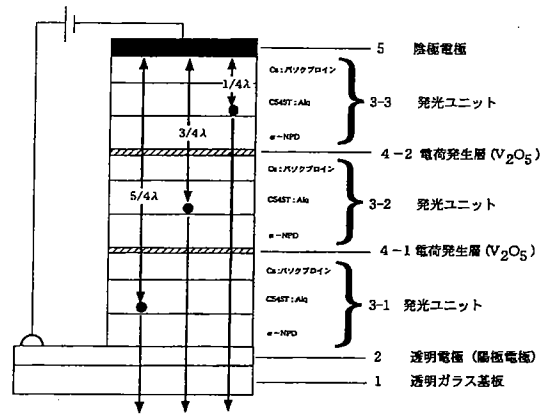 5 陰極電極
Cs:バソクプロイン
1/4λ
C545T:Alq
3-3 発光ユニット
3/4λ
α-NPD
4-2 電荷発生層(V2O5)
Cs:バソクプロイン
5/4λ
C545T:Alq
3-2 発光ユニット
α-NPD
4-1 電荷発生層(V2O5)
Cs:バソクプロイン
C545T:Alq
3-1 発光ユニット
α-NPD
2 透明電極(陽極電極)
1 透明ガラス基板